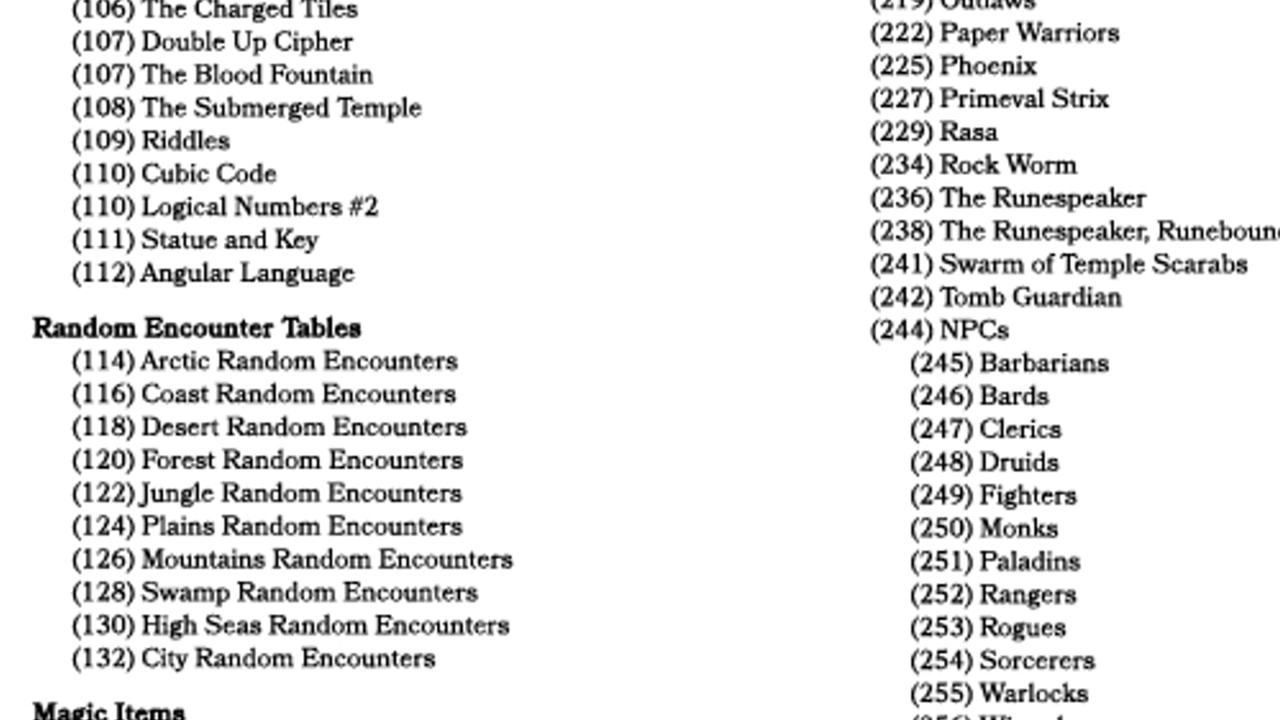 (106) The Charged Tiles
(107) Double Up Cipher
(107) The Blood Fountain
(108) The Submerged Temple
(109) Riddles
(110) Cubic Code
(110) Logical Numbers #2
(111) Statue and Key
(112) Angular Language
Random Encounter Tables
(114) Arctic Random Encounters
(116) Coast Random Encounters
(118) Desert Random Encounters
(120) Forest Random Encounters
(122) Jungle Random Encounters
(124) Plains Random Encounters
(126) Mountains Random Encounters
(128) Swamp Random Encounters
(130) High Seas Random Encounters
(132) City Random Encounters
Magic Items
(219) Outlaws
(222) Paper Warriors
(225) Phoenix
(227) Primeval Strix
(229) Rasa
(234) Rock Worm
(236) The Runespeaker
(238) The Runespeaker, Runeboun
(241) Swarm of Temple Scarabs
(242) Tomb Guardian
(244) NPCs
(245) Barbarians
(246) Bards
(247) Clerics
(248) Druids
(249) Fighters
(250) Monks
(251) Paladins
(252) Rangers
(253) Rogues
(254) Sorcerers
(255) Warlocks